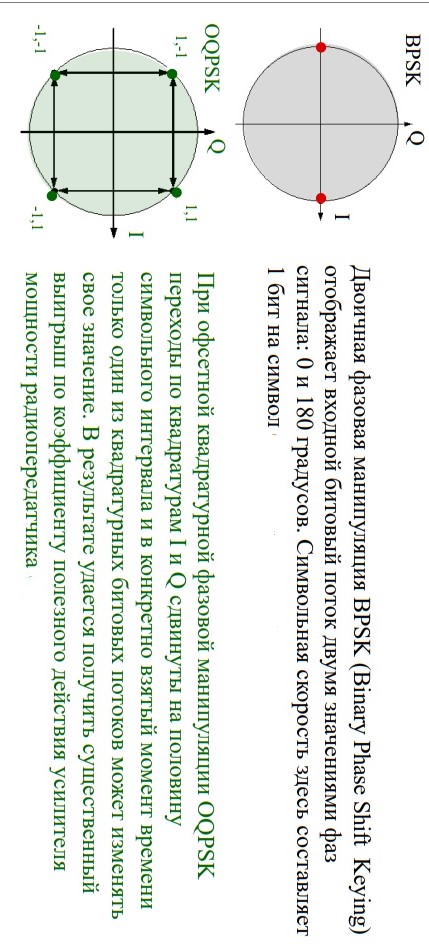 BPSK
Q
I
Двоичная фазовая манипуляция BPSK (Binary Phase Shift Keying)
отображает входной битовый поток двумя значениями фаз
сигнала: 0 и 180 градусов. Символьная скорость здесь составляет
1 бит на символ
OQPSK
Q
I
1,-1
1,1
-1,-1
-1,1
При офсетной квадратурной фазовой манипуляции OQPSK
переходы по квадратурам I и Q сдвинуты на половину
символьного интервала и в конкретно взятый момент времени
только один из квадратурных битовых потоков может изменять
свое значение. В результате удается получить существенный
выигрыш по коэффициенту полезного действия усилителя
мощности радиопередатчика